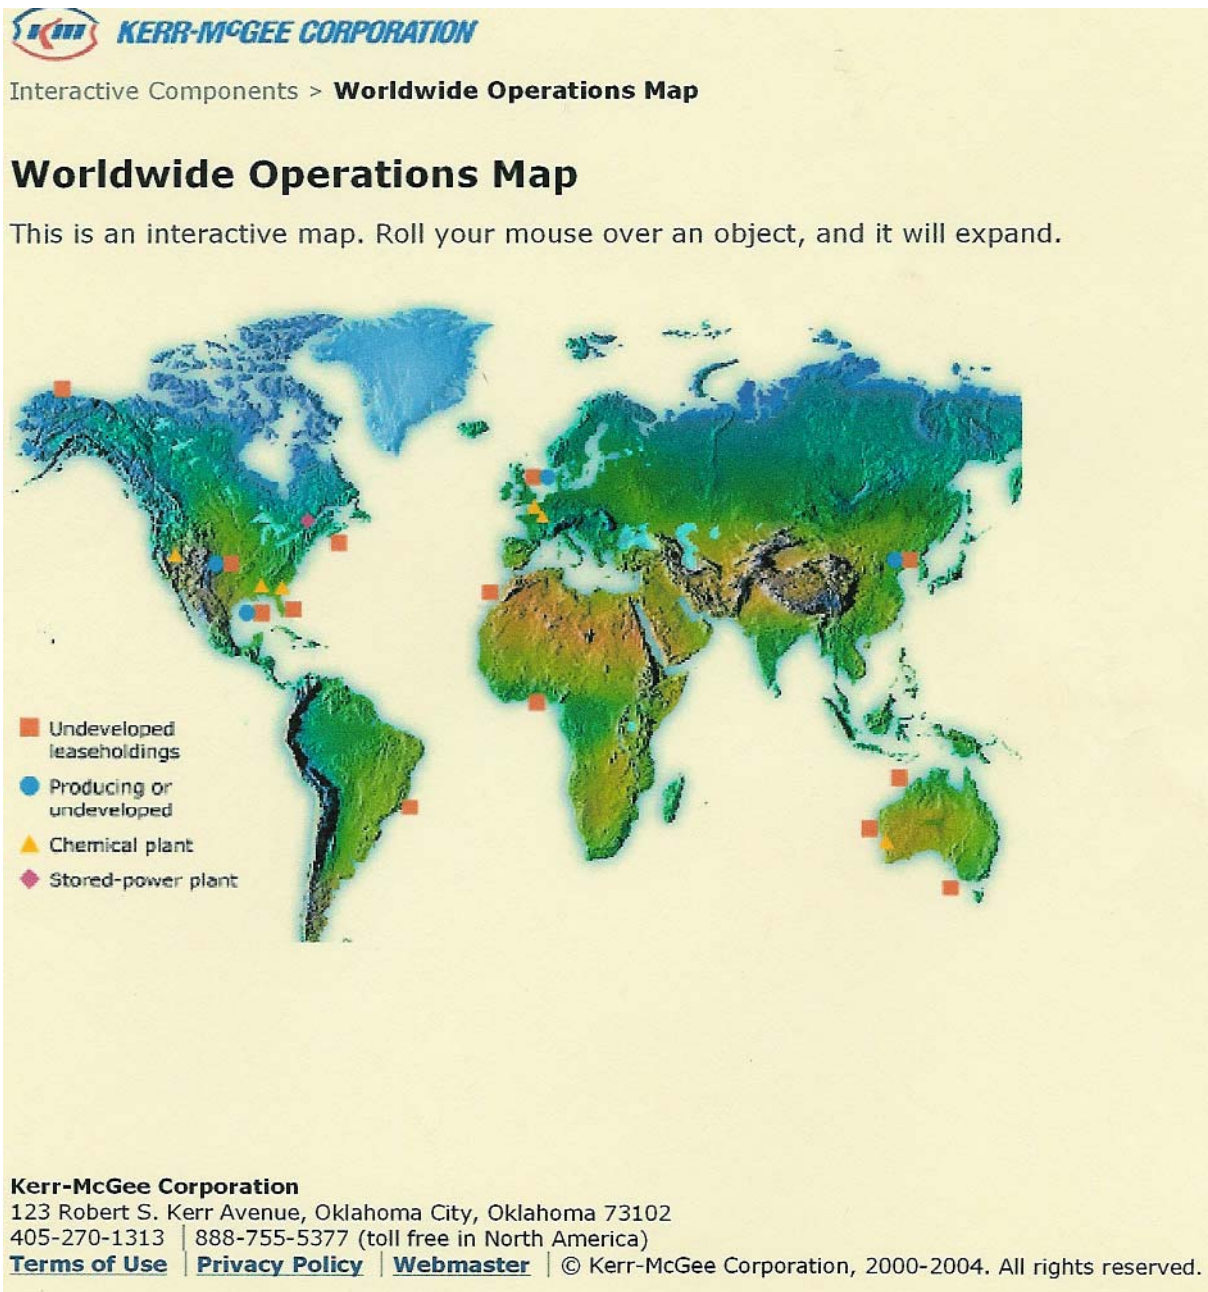 km KERR-McGEE CORPORATION
Interactive Components > Worldwide Operations Map
Worldwide Operations Map
This is an interactive map. Roll your mouse over an object, and it will expand.
Undeveloped
leaseholdings
Producing or
undeveloped
Chemical plant
Stored-power plant
Kerr-McGee Corporation
123 Robert S. Kerr Avenue, Oklahoma City, Oklahoma 73102
405-270-1313 | 888-755-5377 (toll free in North America)
Terms of Use | Privacy Policy | Webmaster | © Kerr-McGee Corporation, 2000-2004. All rights reserved.